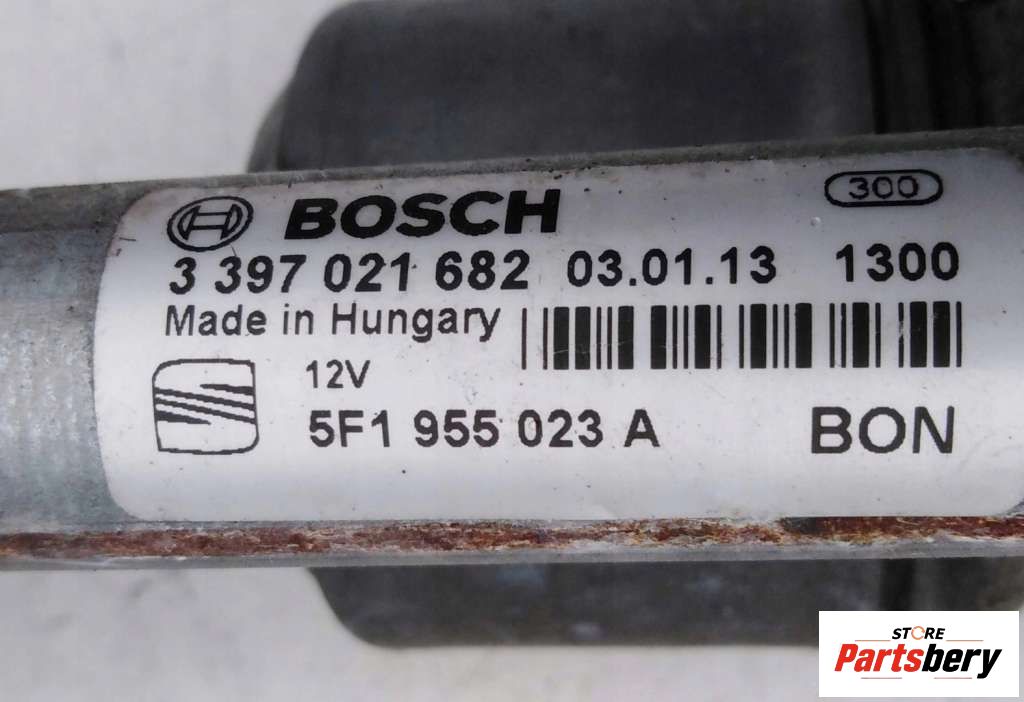 300
BOSCH
3 397 021 682 03.01.13 1300
Made in Hungary
12V
5F1 955 023 A BON
STORE
Partsbery